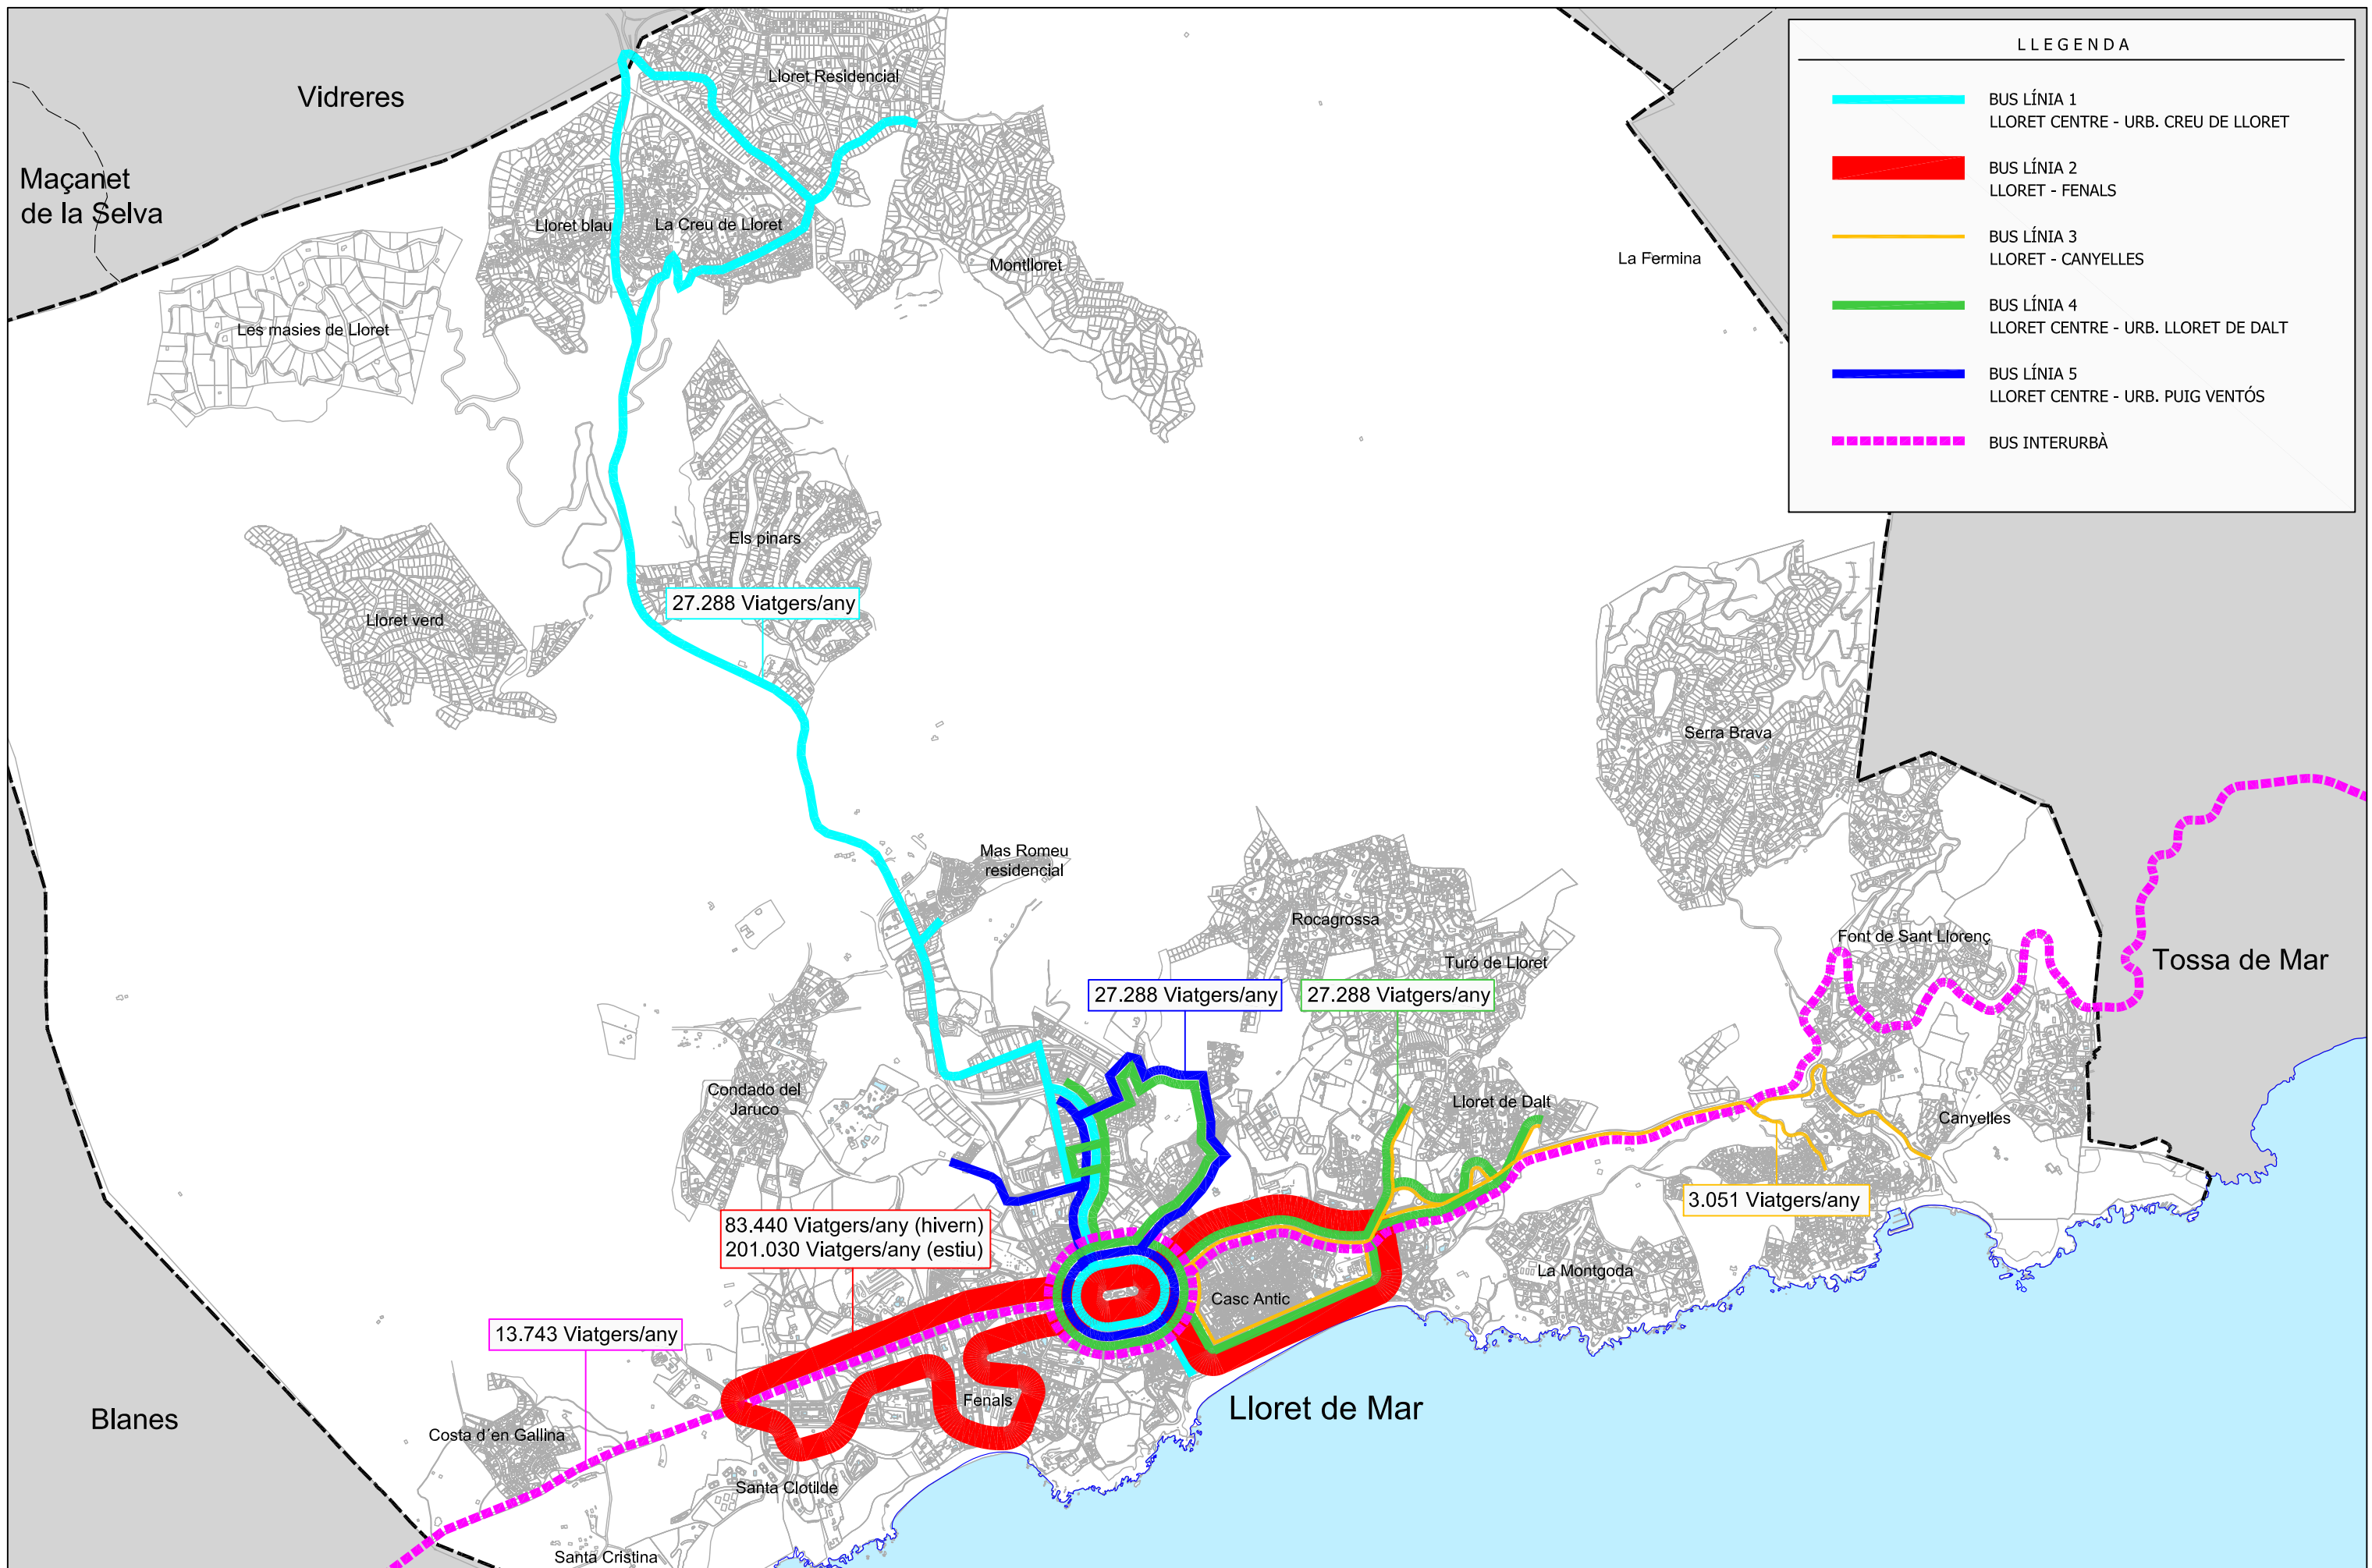 LLEGENDA
BUS LÍNIA 1
LLORET CENTRE - URB. CREU DE LLORET
BUS LÍNIA 2
LLORET - FENALS
BUS LÍNIA 3
LLORET - CANYELLES
BUS LÍNIA 4
LLORET CENTRE - URB. LLORET DE DALT
BUS LÍNIA 5
LLORET CENTRE - URB. PUIG VENTÓS
BUS INTERURBÀ
Vidreres
Lloret Residencial
Maçanet
de la Selva
Lloret blau
La Creu de Lloret
Montlloret
La Fermina
Les masies de Lloret
Els pinars
27.288 Viatgers/any
Lloret verd
Serra Brava
Mas Romeu
residencial
Rocagrossa
Turó de Lloret
Font de Sant Llorenç
Tossa de Mar
27.288 Viatgers/any
27.288 Viatgers/any
Condado del
Jaruco
Lloret de Dalt
Canyelles
3.051 Viatgers/any
83.440 Viatgers/any (hivern)
201.030 Viatgers/any (estiu)
La Montgoda
Casc Antic
13.743 Viatgers/any
Fenals
Lloret de Mar
Blanes
Costa d´en Gallina
Santa Clotilde
Santa Cristina